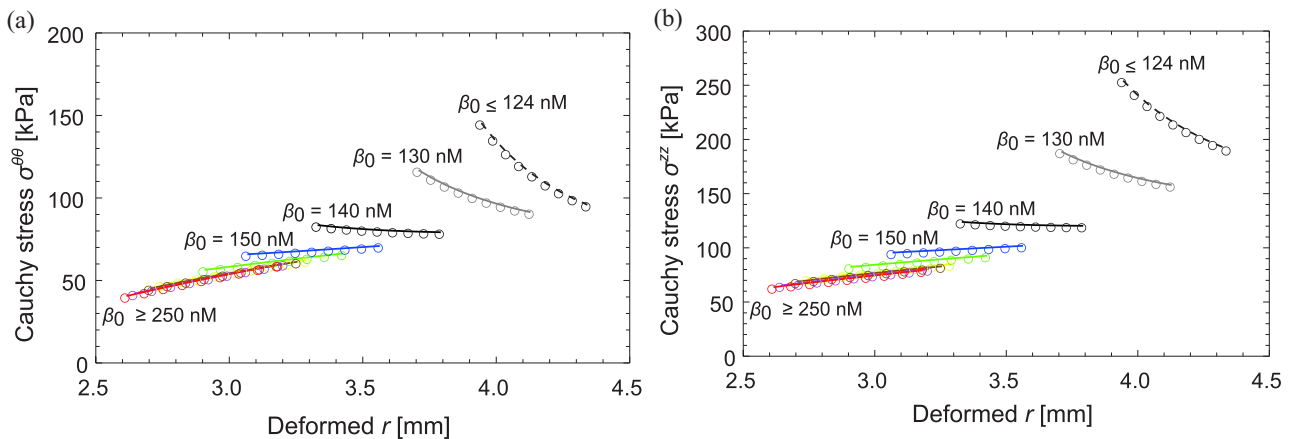 (a)
200
150
100
50
0
Cauchy stress σ^θθ [kPa]
β0 ≤ 124 nM
β0 = 130 nM
β0 = 140 nM
β0 = 150 nM
β0 ≥ 250 nM
2.5 3.0 3.5 4.0 4.5
Deformed r [mm]
(b)
300
250
200
150
100
50
0
Cauchy stress σ^zz [kPa]
β0 ≤ 124 nM
β0 = 130 nM
β0 = 140 nM
β0 = 150 nM
β0 ≥ 250 nM
2.5 3.0 3.5 4.0 4.5
Deformed r [mm]